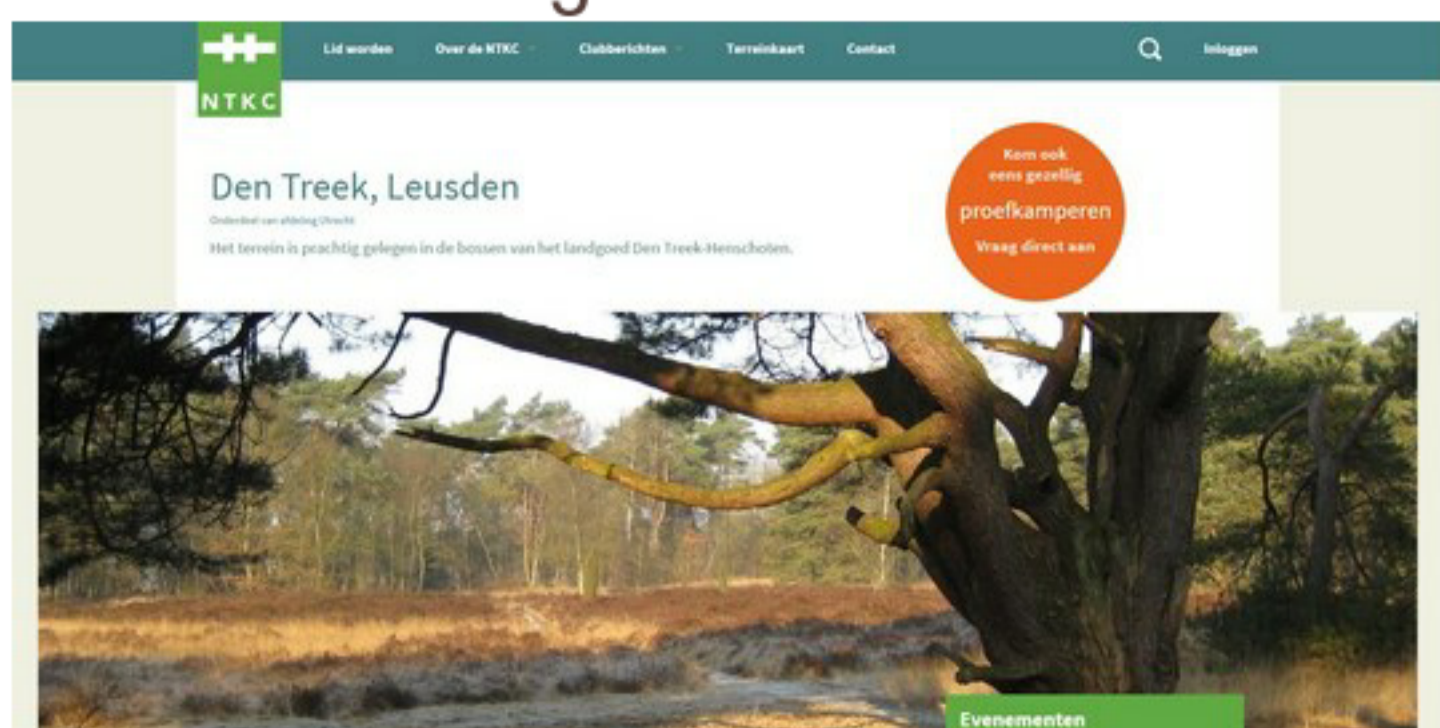 Lid worden
Over de NTKC
Clubberichten
Terreinkaart
Contact
Inloggen
NTKC
Den Treek, Leusden
Onderdeel van afdeling Utrecht
Het terrein is prachtig gelegen in de bossen van het landgoed Den Treek-Henschoten.
Kom ook
eens gezellig
proefkamperen
Vraag direct aan
Evenementen